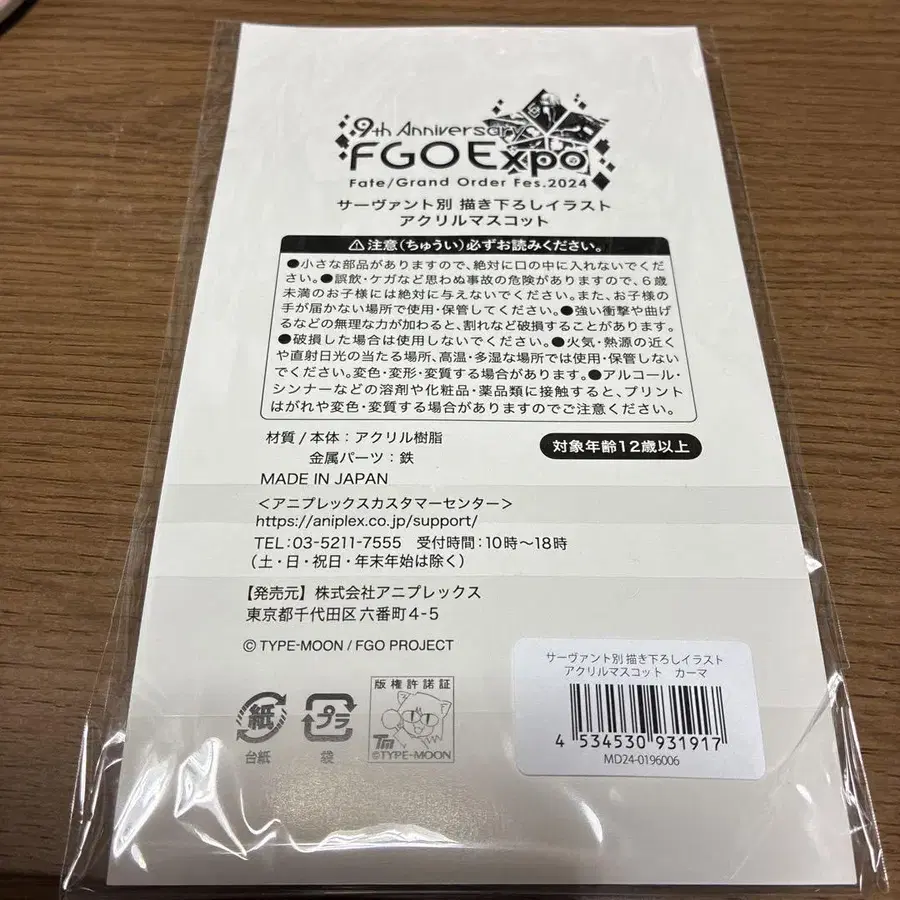 9th Anniversary
FGO Expo
Fate/Grand Order Fes.2024
サーヴァント別 描き下ろしイラスト
アクリルマスコット
⚠注意(ちゅうい)必ずお読みください。
●小さな部品がありますので、絶対に口の中に入れないでくだ
さい。●誤飲・ケガなど思わぬ事故の危険がありますので、6歳
未満のお子様には絶対に与えないでください。また、お子様の
手が届かない場所で使用・保管してください。●強い衝撃や曲げ
るなどの無理な力が加わると、割れなど破損することがあります。
●破損した場合は使用しないでください。●火気・熱源の近く
や直射日光の当たる場所、高温・多湿な場所では使用・保管しない
でください。変色・変形・変質する場合があります。●アルコール・
シンナーなどの溶剤や化粧品・薬品類に接触すると、プリント
はがれや変色・変質する場合がありますのでご注意ください。
材質/本体:アクリル樹脂
金属パーツ:鉄
対象年齢12歳以上
MADE IN JAPAN
<アニプレックスカスタマーセンター>
https://aniplex.co.jp/support/
TEL:03-5211-7555 受付時間:10時〜18時
(土・日・祝日・年末年始は除く)
【発売元】株式会社アニプレックス
東京都千代田区六番町4-5
© TYPE-MOON / FGO PROJECT
紙
台紙
プラ
袋
版権許諾証
TM
©TYPE-MOON
サーヴァント別 描き下ろしイラスト
アクリルマスコット カーマ
4 534530 931917
MD24-0196006